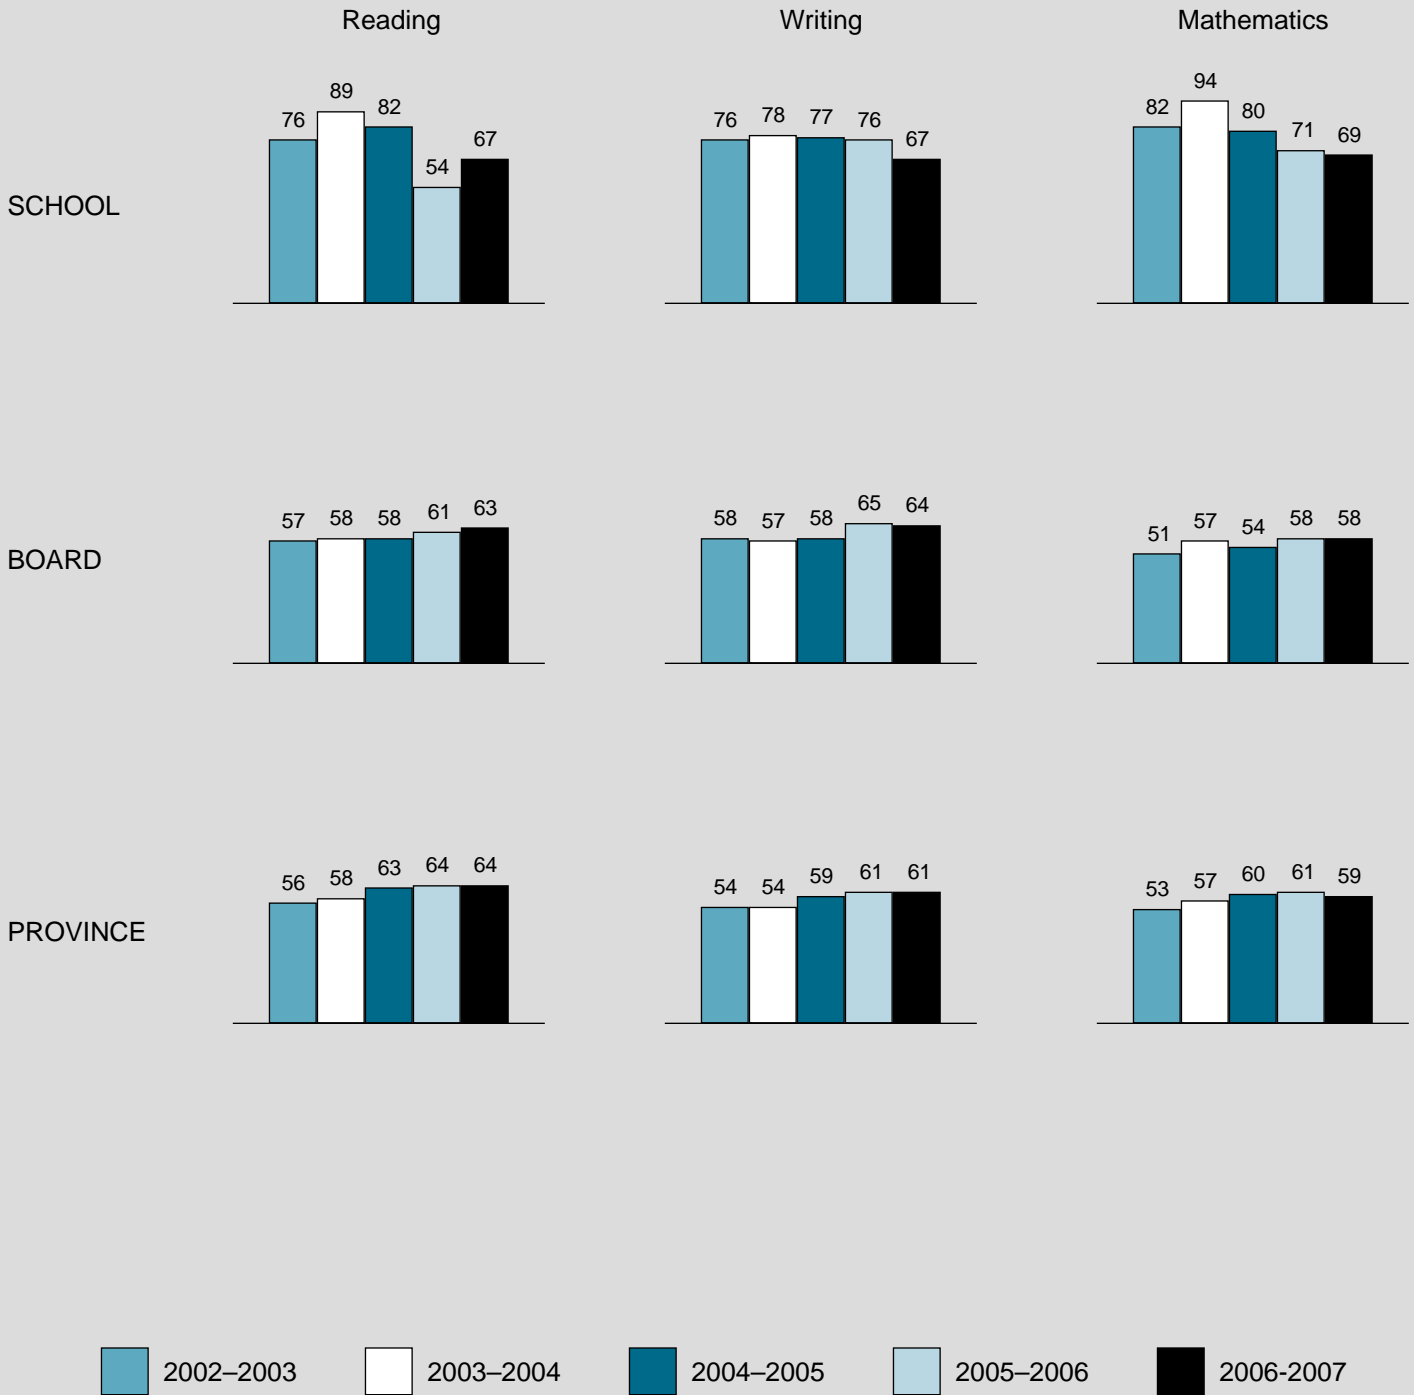 Reading Writing Mathematics
SCHOOL
76 89 82 54 67
76 78 77 76 67
82 94 80 71 69
BOARD
57 58 58 61 63
58 57 58 65 64
51 57 54 58 58
PROVINCE
56 58 63 64 64
54 54 59 61 61
53 57 60 61 59
2002–2003 2003–2004 2004–2005 2005–2006 2006-2007